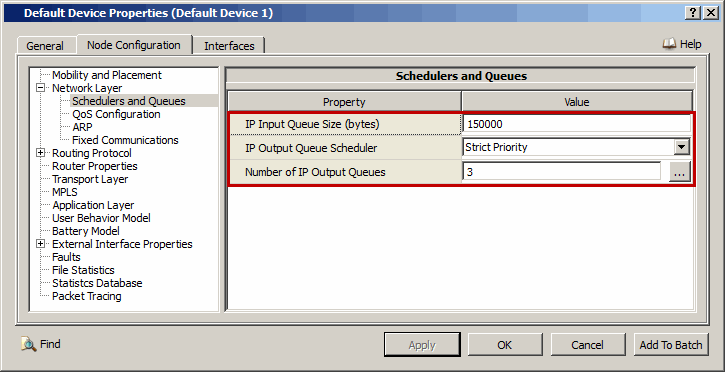 Default Device Properties (Default Device 1)
General Node Configuration Interfaces Help
Mobility and Placement
Network Layer
Schedulers and Queues
QoS Configuration
ARP
Fixed Communications
Routing Protocol
Router Properties
Transport Layer
MPLS
Application Layer
User Behavior Model
Battery Model
External Interface Properties
Faults
File Statistics
Statistcs Database
Packet Tracing
Schedulers and Queues
Property Value
IP Input Queue Size (bytes) 150000
IP Output Queue Scheduler Strict Priority
Number of IP Output Queues 3 ...
Find Apply OK Cancel Add To Batch